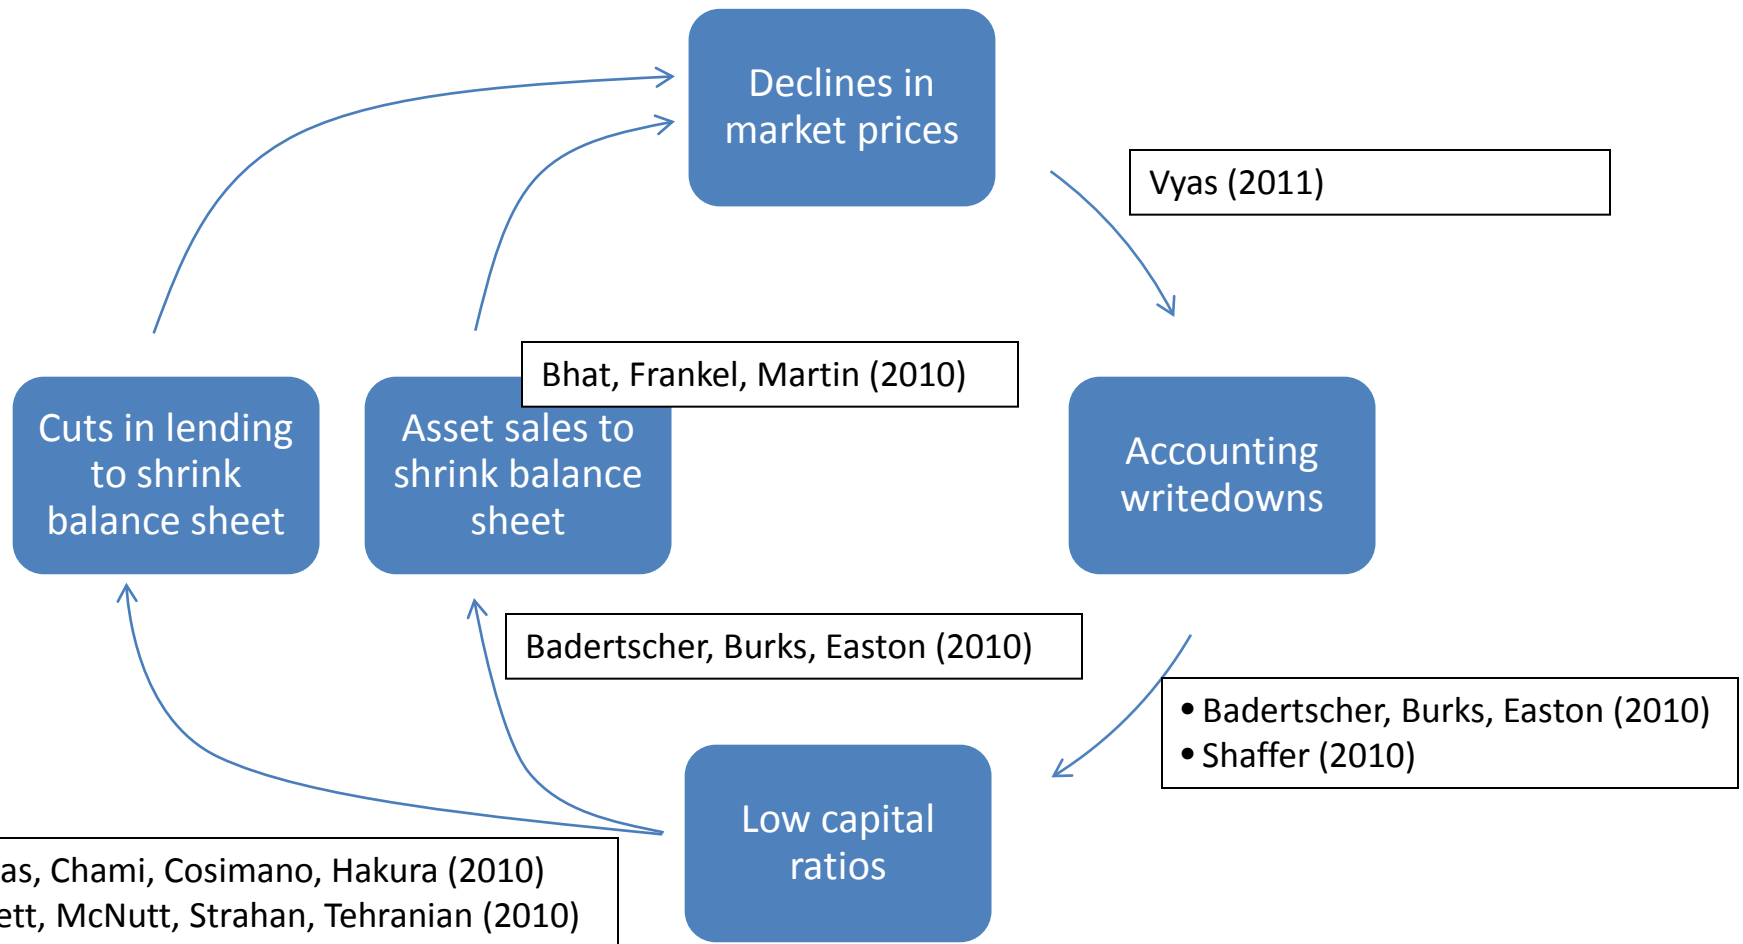 Declines in
market prices
Vyas (2011)
Bhat, Frankel, Martin (2010)
Cuts in lending
to shrink
balance sheet
Asset sales to
shrink balance
sheet
Accounting
writedowns
Badertscher, Burks, Easton (2010)
• Badertscher, Burks, Easton (2010)
• Shaffer (2010)
Low capital
ratios
Chami, Cosimano, Hakura (2010)
McNutt, Strahan, Tehranian (2010)